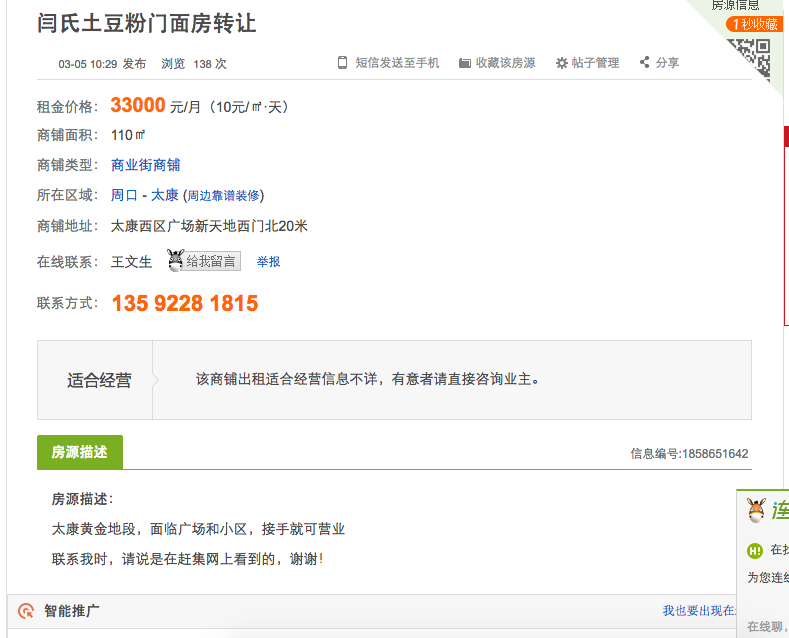 房源信息
1秒收藏
闫氏土豆粉门面房转让
03-05 10:29 发布 浏览 138 次
短信发送至手机 收藏该房源 帖子管理 分享
租金价格： 33000 元/月（10元/㎡·天）
商铺面积： 110㎡
商铺类型： 商业街商铺
所在区域： 周口 - 太康 (周边靠谱装修)
商铺地址： 太康西区广场新天地西门北20米
在线联系： 王文生 给我留言 举报
联系方式： 135 9228 1815
适合经营 该商铺出租适合经营信息不详，有意者请直接咨询业主。
房源描述 信息编号:1858651642
房源描述：
太康黄金地段，面临广场和小区，接手就可营业
联系我时，请说是在赶集网上看到的，谢谢！
H! 在
为您连
智能推广 我也要出现在
在线聊，